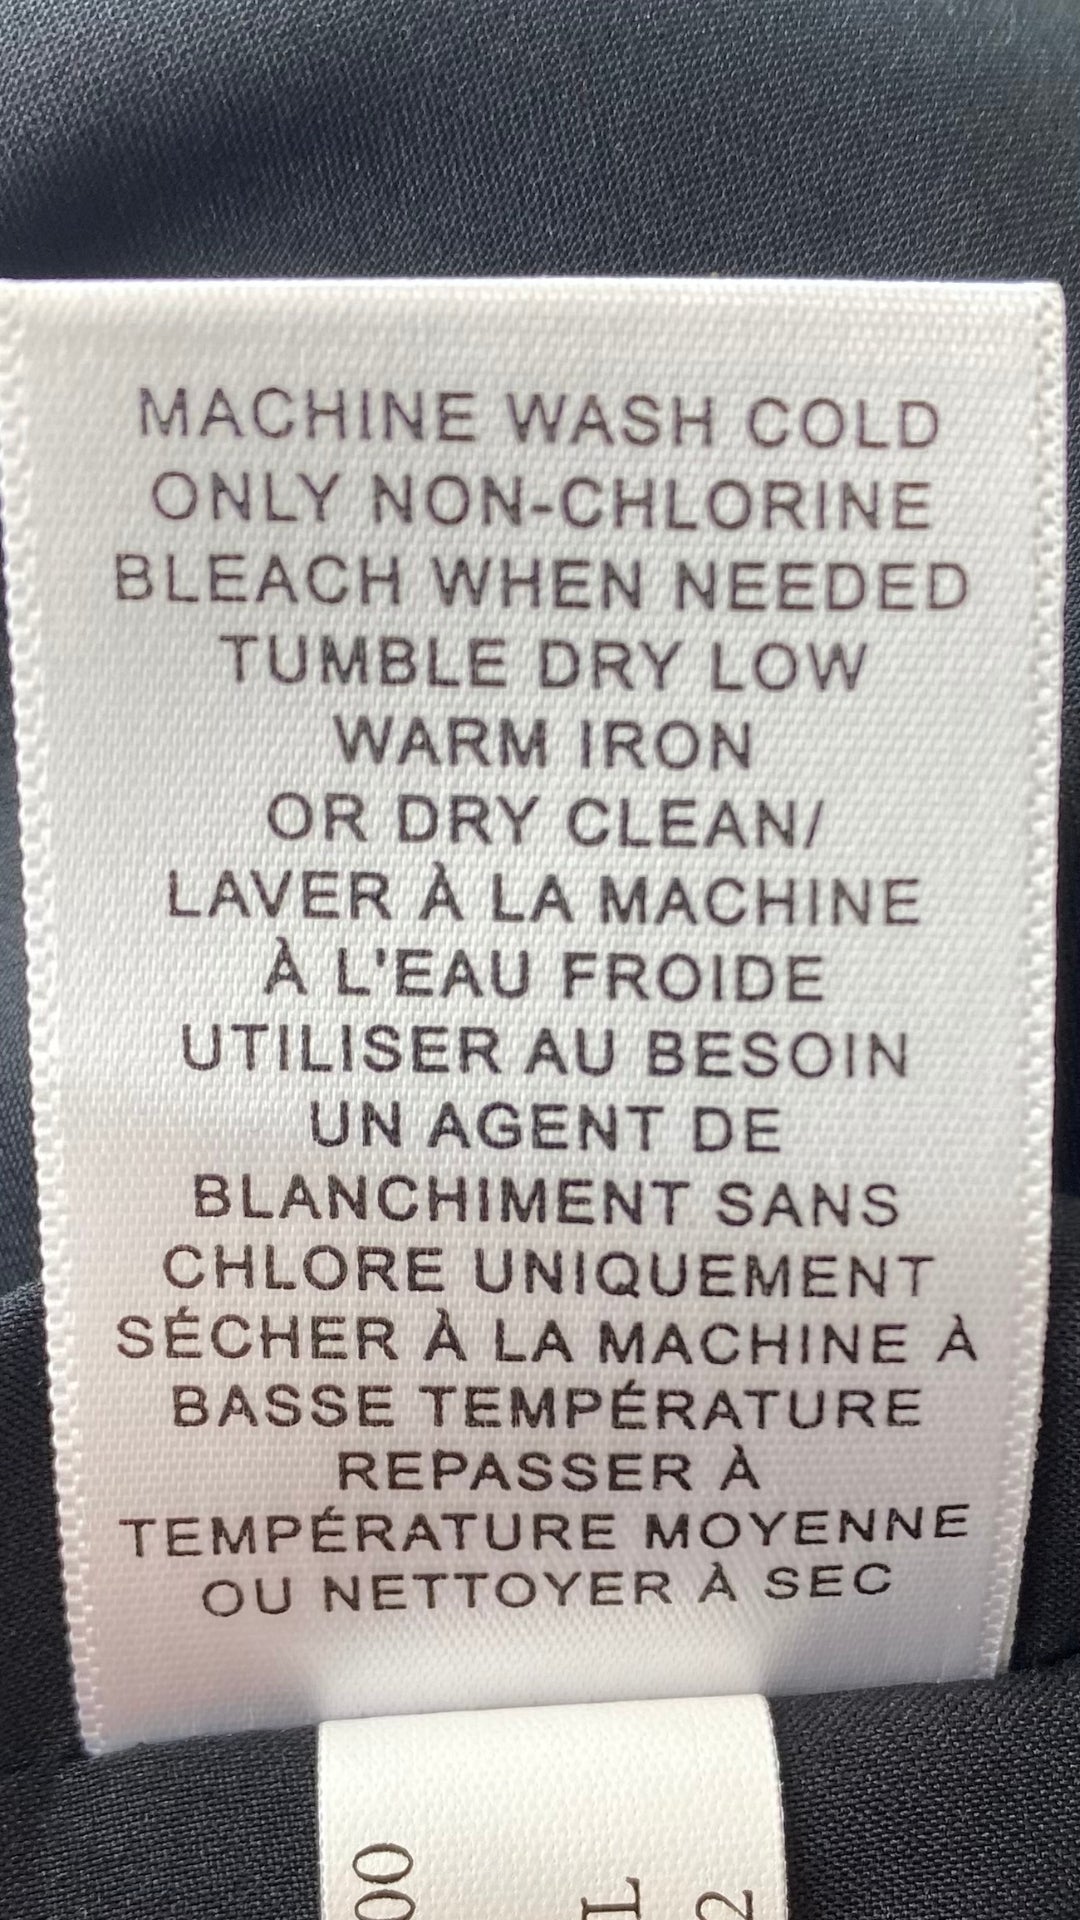 MACHINE WASH COLD
ONLY NON-CHLORINE
BLEACH WHEN NEEDED
TUMBLE DRY LOW
WARM IRON
OR DRY CLEAN/
LAVER À LA MACHINE
À L'EAU FROIDE
UTILISER AU BESOIN
UN AGENT DE
BLANCHIMENT SANS
CHLORE UNIQUEMENT
SÉCHER À LA MACHINE À
BASSE TEMPÉRATURE
REPASSER À
TEMPÉRATURE MOYENNE
OU NETTOYER À SEC